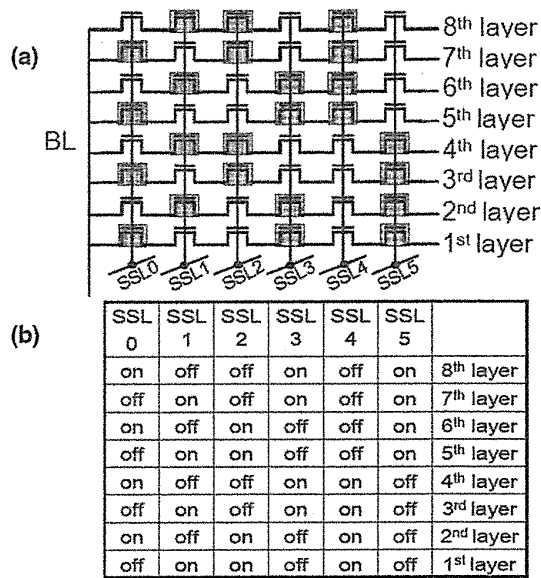 (a)
BL
8th layer
7th layer
6th layer
5th layer
4th layer
3rd layer
2nd layer
1st layer
SSL0 SSL1 SSL2 SSL3 SSL4 SSL5
(b)
SSL 0 SSL 1 SSL 2 SSL 3 SSL 4 SSL 5
on off off on off on 8th layer
off on off on off on 7th layer
on off on off off on 6th layer
off on on off off on 5th layer
on off off on on off 4th layer
off on off on on off 3rd layer
on off on off on off 2nd layer
off on on off on off 1st layer